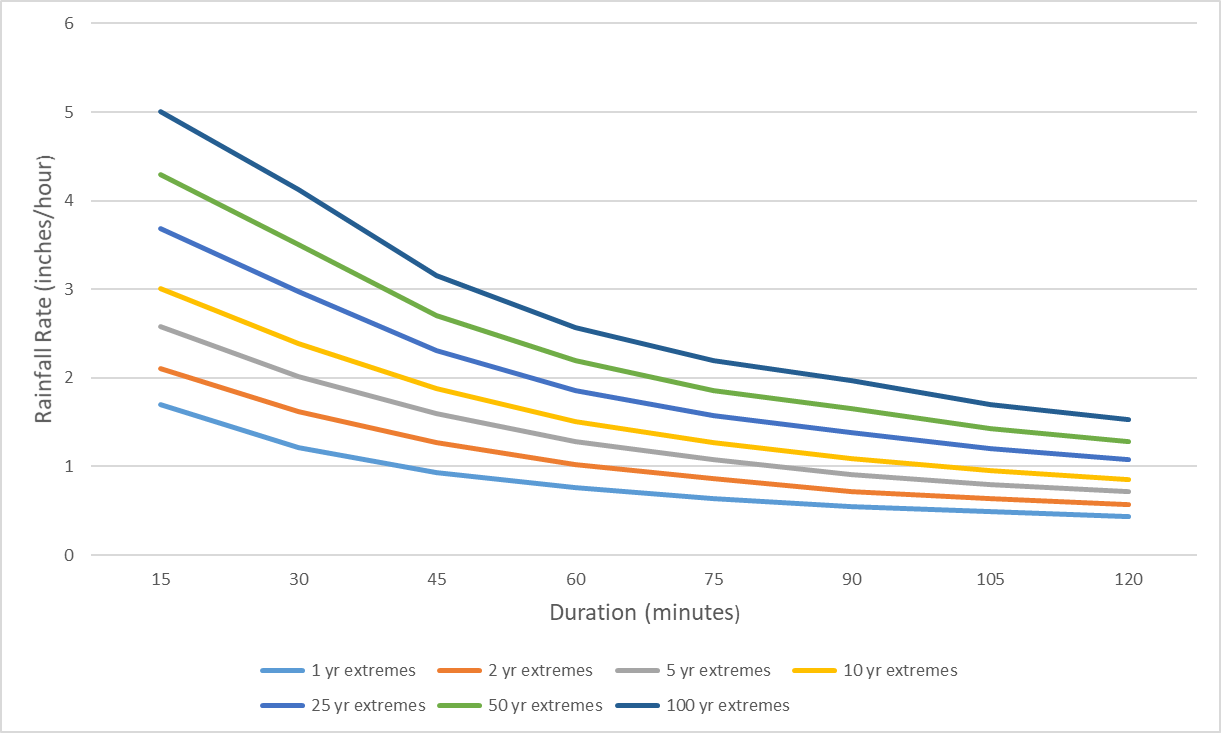 6
5
4
3
2
1
0
Rainfall Rate (inches/hour)
15 30 45 60 75 90 105 120
Duration (minutes)
1 yr extremes 2 yr extremes 5 yr extremes 10 yr extremes
25 yr extremes 50 yr extremes 100 yr extremes